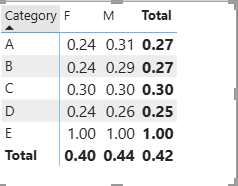 Category F M Total
A 0.24 0.31 0.27
B 0.24 0.29 0.27
C 0.30 0.30 0.30
D 0.24 0.26 0.25
E 1.00 1.00 1.00
Total 0.40 0.44 0.42